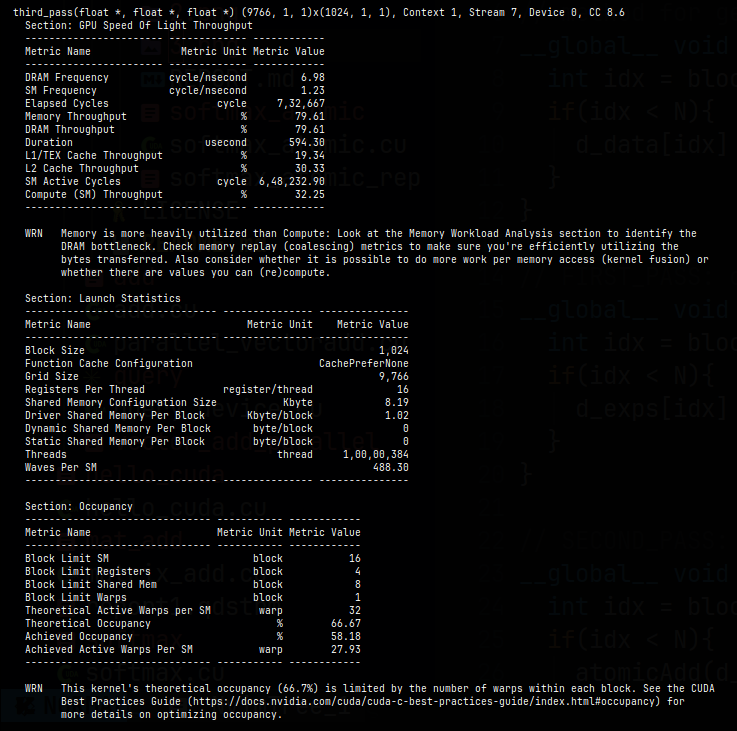 third_pass(float *, float *, float *) (9766, 1, 1)x(1024, 1, 1), Context 1, Stream 7, Device 0, CC 8.6
Section: GPU Speed Of Light Throughput
----------------------- ------------- ------------
Metric Name Metric Unit Metric Value
----------------------- ------------- ------------
DRAM Frequency cycle/nsecond 6.98
SM Frequency cycle/nsecond 1.23
Elapsed Cycles cycle 7,32,667
Memory Throughput % 79.61
DRAM Throughput % 79.61
Duration usecond 594.30
L1/TEX Cache Throughput % 19.34
L2 Cache Throughput % 30.33
SM Active Cycles cycle 6,48,232.90
Compute (SM) Throughput % 32.25
----------------------- ------------- ------------
WRN Memory is more heavily utilized than Compute: Look at the Memory Workload Analysis section to identify the
DRAM bottleneck. Check memory replay (coalescing) metrics to make sure you're efficiently utilizing the
bytes transferred. Also consider whether it is possible to do more work per memory access (kernel fusion) or
whether there are values you can (re)compute.
Section: Launch Statistics
-------------------------------- --------------- ---------------
Metric Name Metric Unit Metric Value
-------------------------------- --------------- ---------------
Block Size 1,024
Function Cache Configuration CachePreferNone
Grid Size 9,766
Registers Per Thread register/thread 16
Shared Memory Configuration Size Kbyte 8.19
Driver Shared Memory Per Block Kbyte/block 1.02
Dynamic Shared Memory Per Block byte/block 0
Static Shared Memory Per Block byte/block 0
Threads thread 1,00,00,384
Waves Per SM 488.30
-------------------------------- --------------- ---------------
Section: Occupancy
------------------------------- ----------- ------------
Metric Name Metric Unit Metric Value
------------------------------- ----------- ------------
Block Limit SM block 16
Block Limit Registers block 4
Block Limit Shared Mem block 8
Block Limit Warps block 1
Theoretical Active Warps per SM warp 32
Theoretical Occupancy % 66.67
Achieved Occupancy % 58.18
Achieved Active Warps Per SM warp 27.93
------------------------------- ----------- ------------
WRN This kernel's theoretical occupancy (66.7%) is limited by the number of warps within each block. See the CUDA
Best Practices Guide (https://docs.nvidia.com/cuda/cuda-c-best-practices-guide/index.html#occupancy) for
more details on optimizing occupancy.